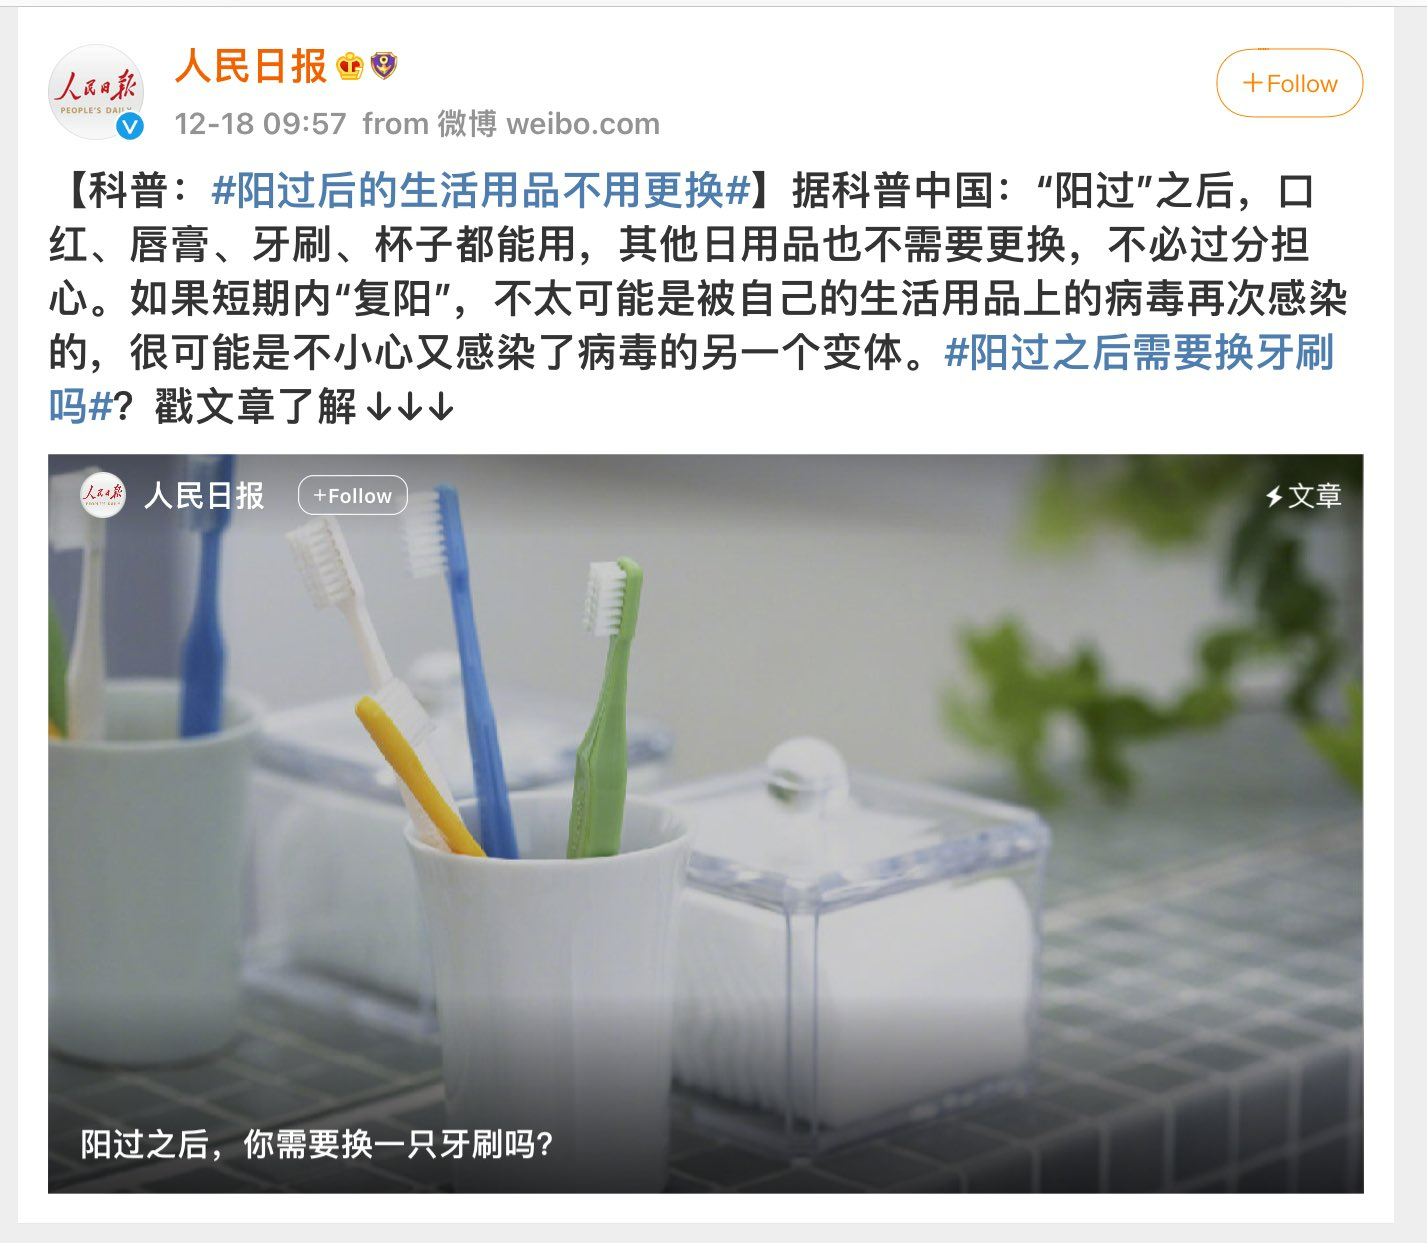 人民日报
PEOPLE'S DAILY
人民日报
+Follow
12-18 09:57 from 微博 weibo.com
【科普：#阳过后的生活用品不用更换#】据科普中国：“阳过”之后，口
红、唇膏、牙刷、杯子都能用，其他日用品也不需要更换，不必过分担
心。如果短期内“复阳”，不太可能是被自己的生活用品上的病毒再次感染
的，很可能是不小心又感染了病毒的另一个变体。#阳过之后需要换牙刷
吗#？戳文章了解↓↓↓
人民日报
人民日报
+Follow
文章
阳过之后，你需要换一只牙刷吗？